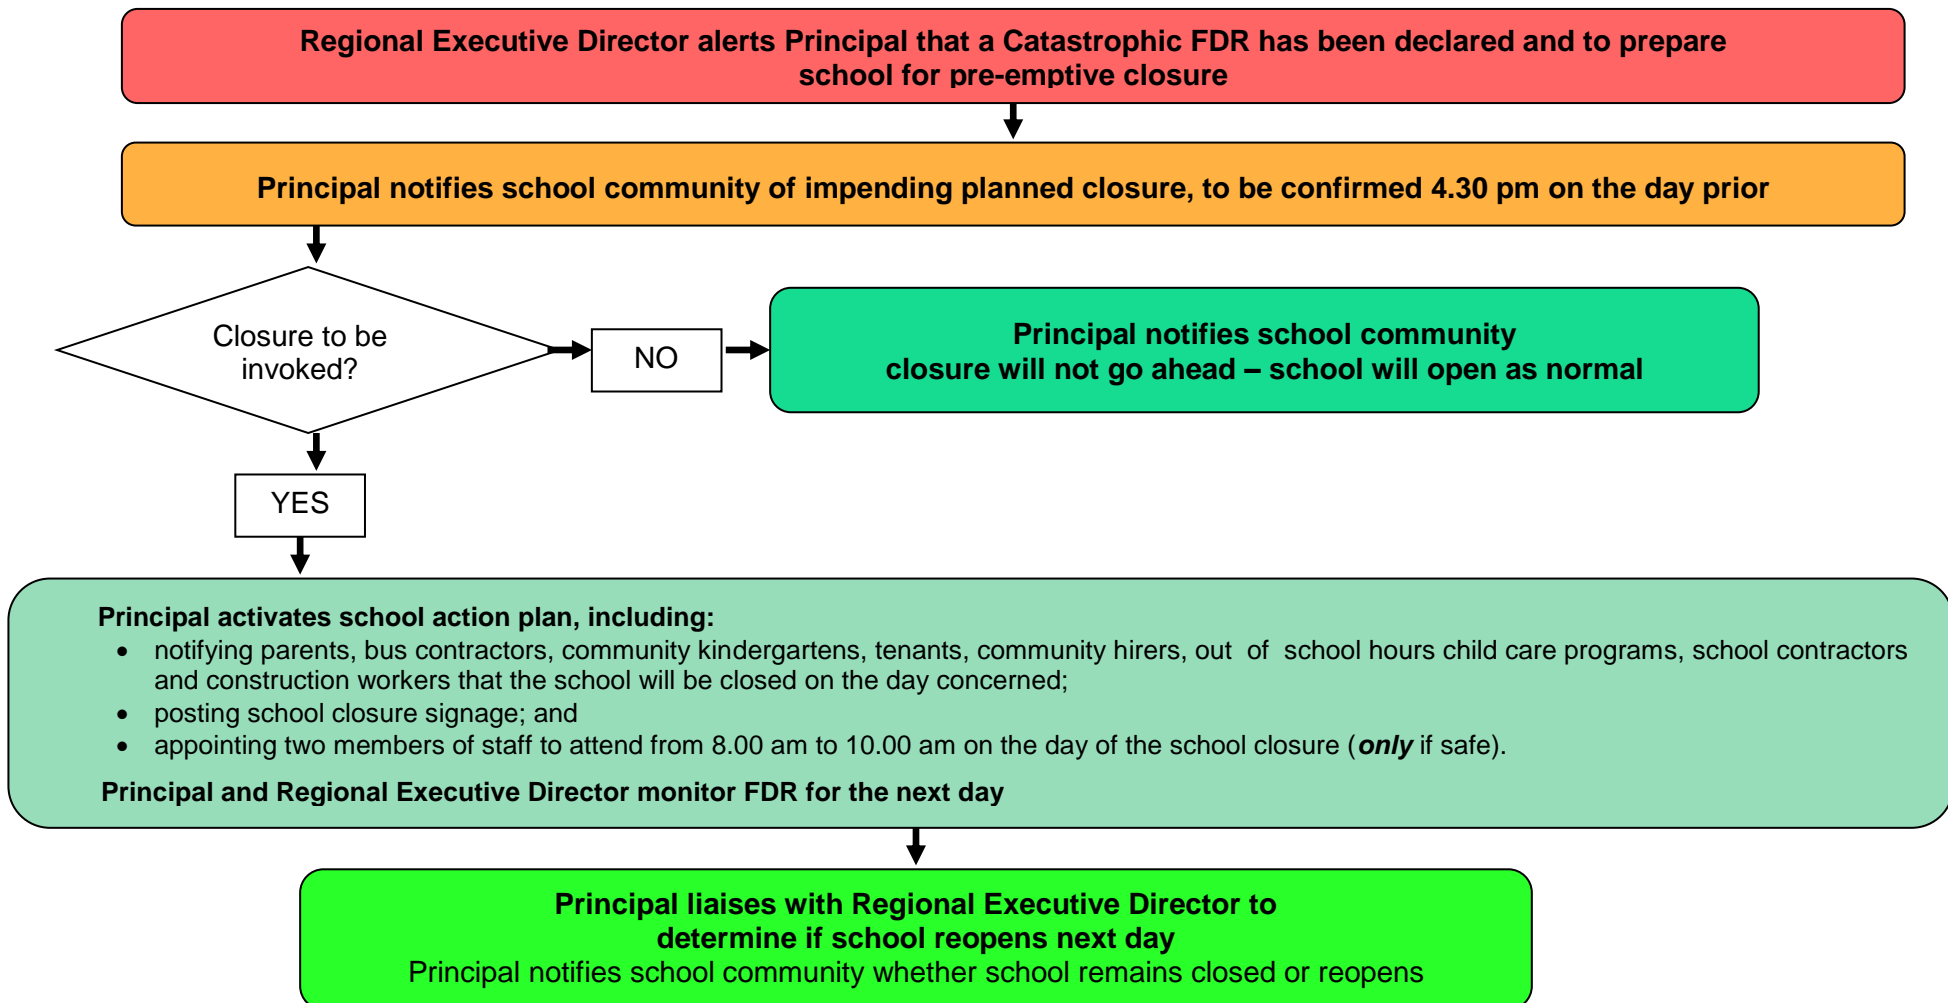 Regional Executive Director alerts Principal that a Catastrophic FDR has been declared and to prepare
school for pre-emptive closure
Principal notifies school community of impending planned closure, to be confirmed 4.30 pm on the day prior
Closure to be
invoked?
NO
Principal notifies school community
closure will not go ahead – school will open as normal
YES
Principal activates school action plan, including:
• notifying parents, bus contractors, community kindergartens, tenants, community hirers, out of school hours child care programs, school contractors
and construction workers that the school will be closed on the day concerned;
• posting school closure signage; and
• appointing two members of staff to attend from 8.00 am to 10.00 am on the day of the school closure (only if safe).
Principal and Regional Executive Director monitor FDR for the next day
Principal liaises with Regional Executive Director to
determine if school reopens next day
Principal notifies school community whether school remains closed or reopens